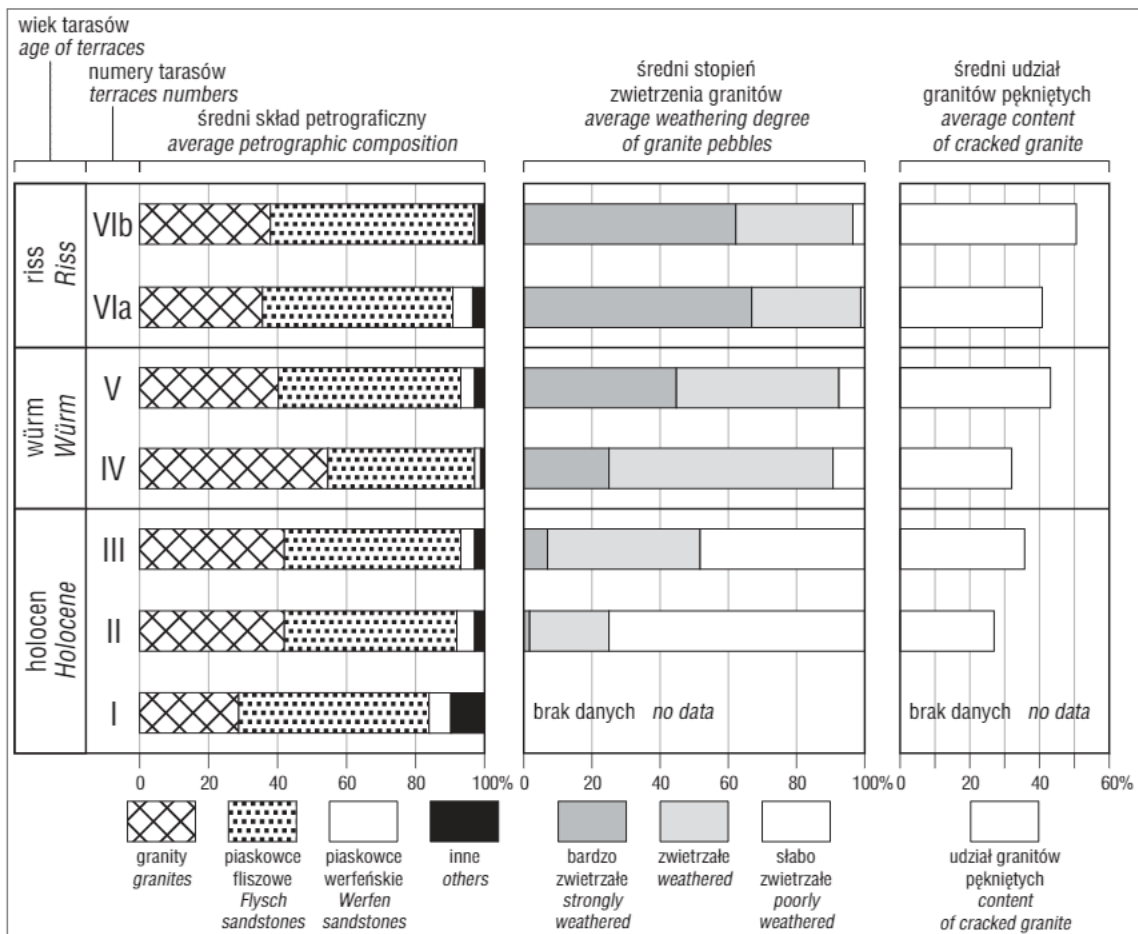 wiek tarasów
age of terraces
numery tarasów
terraces numbers
średni skład petrograficzny
average petrographic composition
średni stopień
zwietrzenia granitów
average weathering degree
of granite pebbles
średni udział
granitów pękniętych
average content
of cracked granite
riss
Riss
VIb
VIa
würm
Würm
V
IV
holocen
Holocene
III
II
I
brak danych no data
brak danych no data
0 20 40 60 80 100%
0 20 40 60 80 100%
0 20 40 60%
granity
granites
piaskowce
fliszowe
Flysch
sandstones
piaskowce
werfeńskie
Werfen
sandstones
inne
others
bardzo
zwietrzałe
strongly
weathered
zwietrzałe
weathered
słabo
zwietrzałe
poorly
weathered
udział granitów
pękniętych
content
of cracked granite